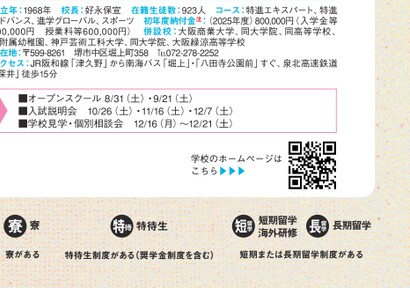 立年：1968年　校長：好永保宣　在籍生徒数：923人　コース：特進エキスパート、特進
ドバンス、進学グローバル、スポーツ　初年度納付金注：（2025年度）800,000円（入学金等
00,000円　授業料等600,000円）　併設校：大阪商業大学、同大学院、同高等学校、
附属幼稚園、神戸芸術工科大学、同大学院、大阪緑涼高等学校
在地：〒599-8261　堺市中区堀上町358　TEL072-278-2252
クセス：JR阪和線「津久野」から南海バス「堀上」・「八田寺公園前」すぐ、泉北高速鉄道
深井」徒歩15分
■オープンスクール 8/31（土）・9/21（土）
■入試説明会　10/26（土）・11/16（土）・12/7（土）
■学校見学・個別相談会　12/16（月）〜12/21（土）
学校のホームページは
こちら▶▶▶
寮 寮
特待 特待生
短 留学 短期留学
海外研修
長 留学 長期留学
寮がある
特待生制度がある（奨学金制度を含む）
短期または長期留学制度がある